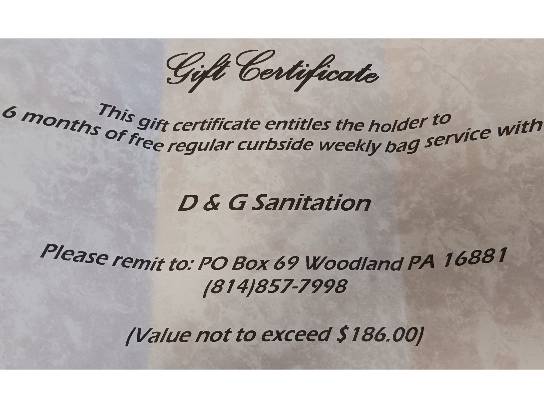 Gift Certificate
This gift certificate entitles the holder to
6 months of free regular curbside weekly bag service with
D & G Sanitation
Please remit to: PO Box 69 Woodland PA 16881
(814)857-7998
(Value not to exceed $186.00)